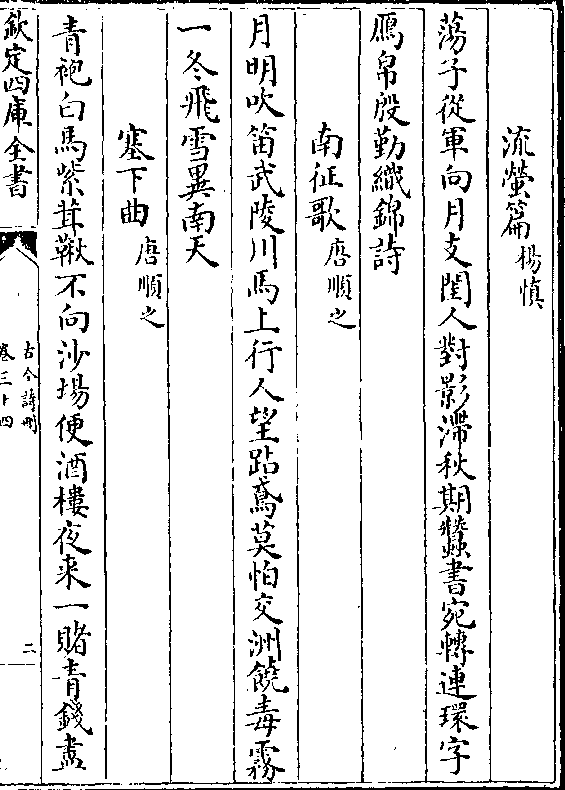 流螢篇楊慎
蕩子從軍向月支閨人對影滯秋期蠶書宛轉連環字
鴈帛殷勤織錦詩
南征歌唐順之
月明吹笛武陵川馬上行人望跕鳶莫怕交洲饒毒霧
一冬飛雪異南天
塞下曲唐順之
青袍白馬紫茸鞦不向沙場便酒樓夜来一賭青錢盡
欽定四庫全書
古今詩刪
卷三十四
二